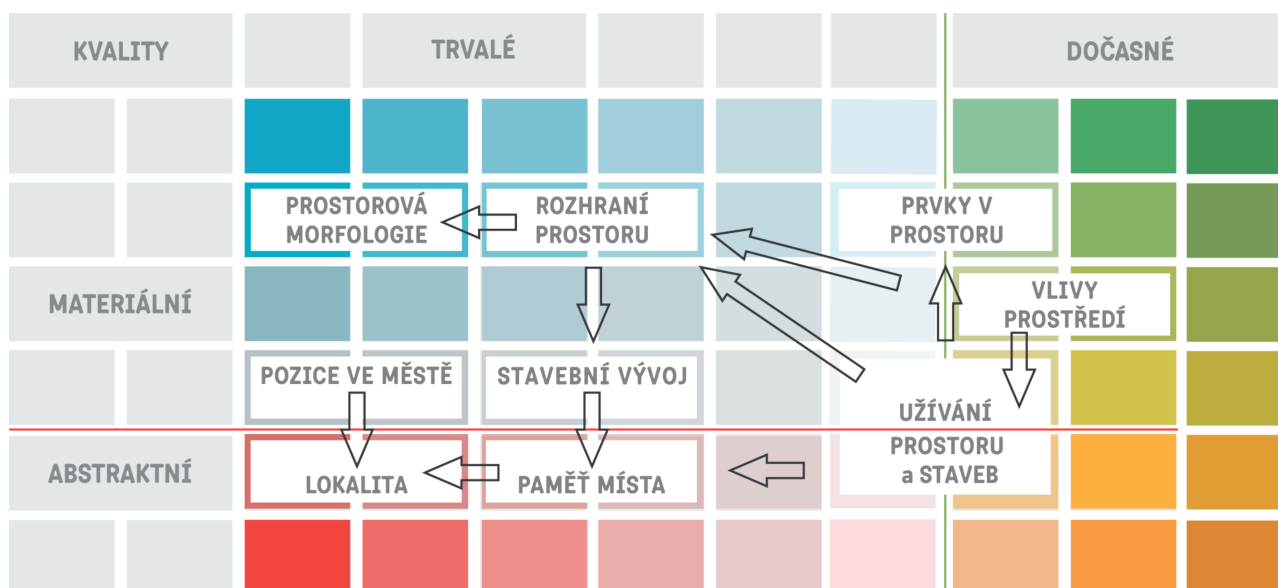 KVALITY
TRVALÉ
DOČASNÉ
PROSTOROVÁ
MORFOLOGIE
ROZHRANÍ
PROSTORU
PRVKY V
PROSTORU
MATERIÁLNÍ
VLIVY
PROSTŘEDÍ
POZICE VE MĚSTĚ
STAVEBNÍ VÝVOJ
UŽÍVÁNÍ
PROSTORU
a STAVEB
ABSTRAKTNÍ
LOKALITA
PAMĚŤ MÍSTA